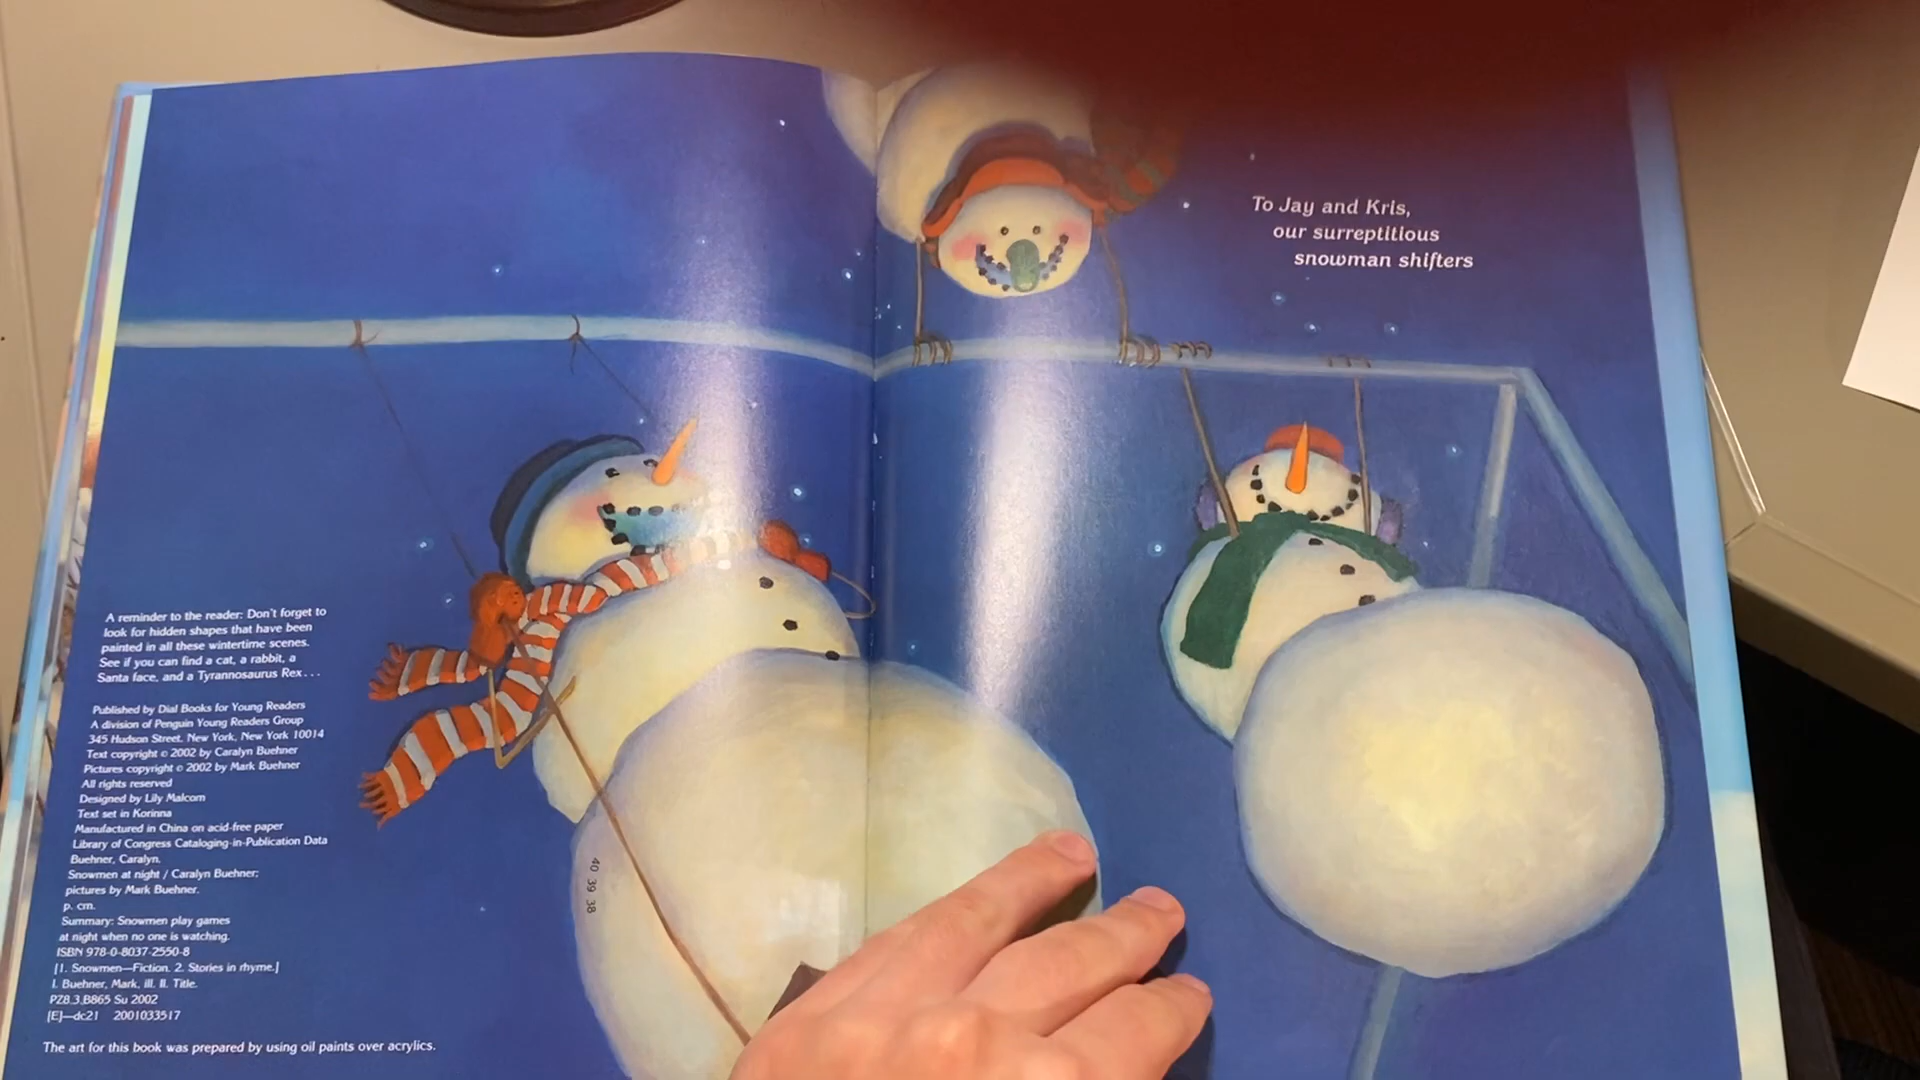 To Jay and Kris,
our surreptitious
snowman shifters
A reminder to the reader: Don't forget to
look for hidden shapes that have been
painted in all these wintertime scenes.
See if you can find a cat, a rabbit, a
Santa face, and a Tyrannosaurus Rex...
Published by Dial Books for Young Readers
A division of Penguin Young Readers Group
345 Hudson Street, New York, New York 10014
Text copyright © 2002 by Caralyn Buehner
Pictures copyright © 2002 by Mark Buehner
All rights reserved
Designed by Lily Malcom
Text set in Korinna
Manufactured in China on acid-free paper
Library of Congress Cataloging-in-Publication Data
Buehner, Caralyn.
Snowmen at night / Caralyn Buehner;
pictures by Mark Buehner.
p. cm.
Summary: Snowmen play games
at night when no one is watching.
ISBN 978-0-8037-2550-8
[1. Snowmen—Fiction. 2. Stories in rhyme.]
I. Buehner, Mark, ill. II. Title.
PZ8.3.B865 Su 2002
[E]—dc21 2001033517
The art for this book was prepared by using oil paints over acrylics.
40 39 38